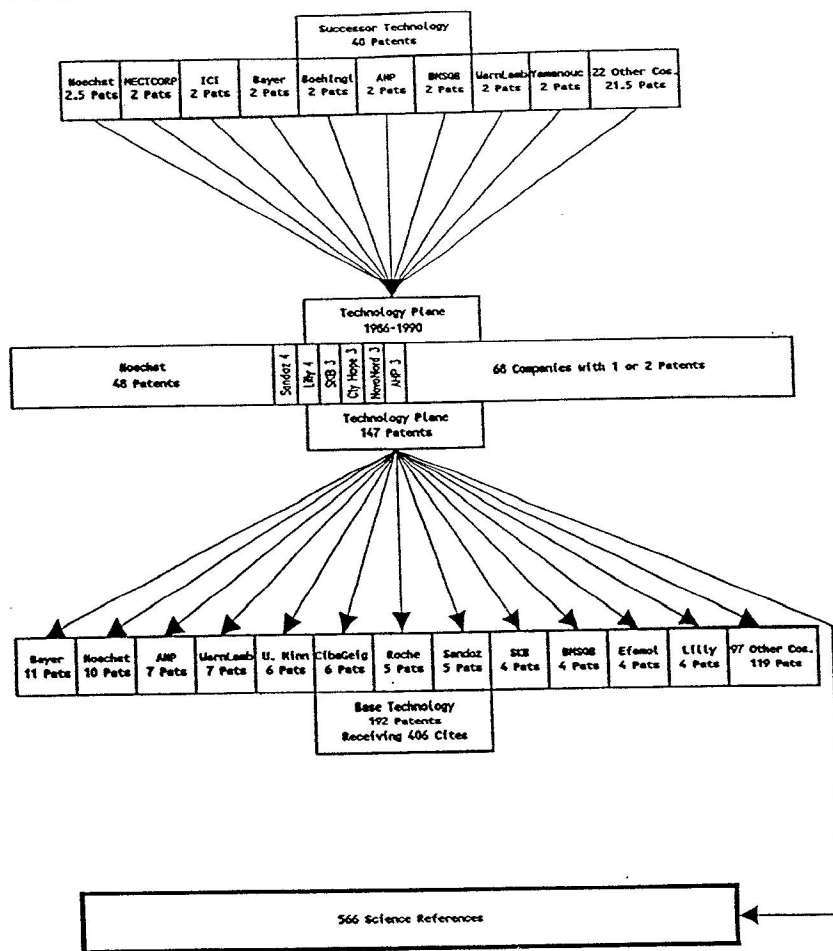 Successor Technology
40 Patents
Hoechst
2.5 Pats
MECTCORP
2 Pats
ICI
2 Pats
Bayer
2 Pats
Boehingl
2 Pats
AHP
2 Pats
BMSQB
2 Pats
WarnLamb
2 Pats
Yamanouc
2 Pats
22 Other Cos.
21.5 Pats
Technology Plane
1986-1990
Hoechst
48 Patents
Sandoz 4
Lilly 4
SKB 3
Cty Hope 3
NovoNord 3
AHP 3
68 Companies with 1 or 2 Patents
Technology Plane
147 Patents
Bayer
11 Pats
Hoechst
10 Pats
AHP
7 Pats
WarnLamb
7 Pats
U. Minn
6 Pats
CibaGeig
6 Pats
Roche
5 Pats
Sandoz
5 Pats
SKB
4 Pats
BMSQB
4 Pats
Efamol
4 Pats
Lilly
4 Pats
97 Other Cos.
119 Pats
Base Technology
192 Patents
Receiving 406 Cites
566 Science References